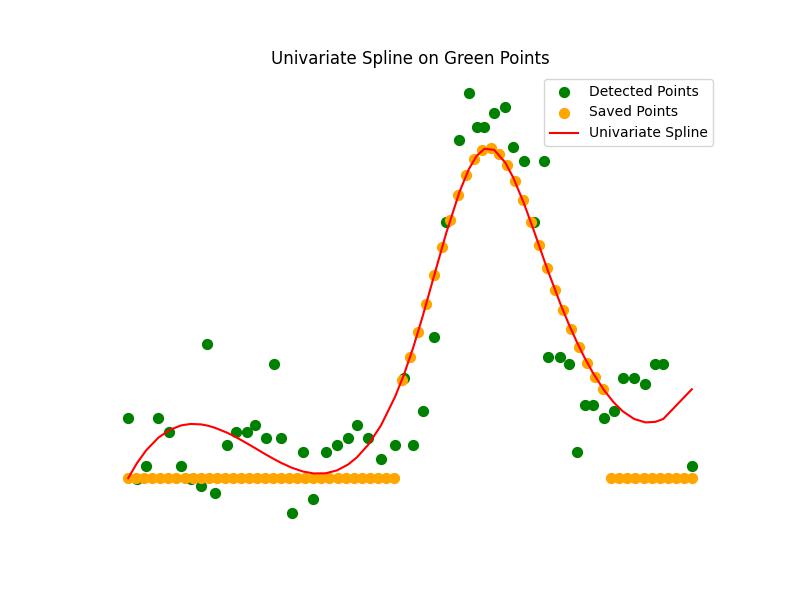 Univariate Spline on Green Points
Detected Points
Saved Points
Univariate Spline